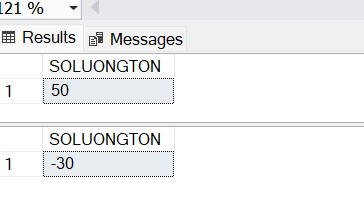 121 %
Results Messages
SOLUONGTON
1 50
SOLUONGTON
1 -30